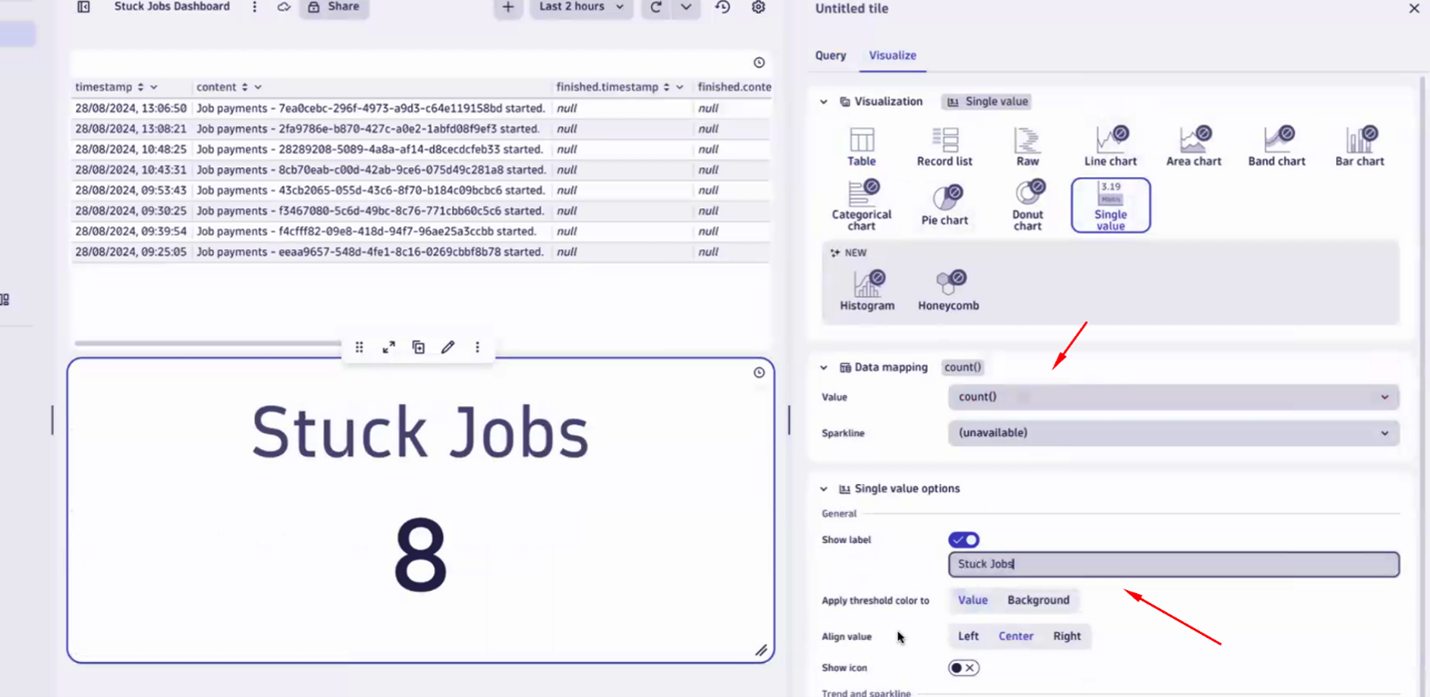 Stuck Jobs Dashboard
Share
Last 2 hours
timestamp content finished.timestamp finished.conte
28/08/2024, 13:06:50 Job payments - 7ea0cebc-296f-4973-a9d3-c64e119158bd started. null null
28/08/2024, 13:08:21 Job payments - 2fa9786e-b870-427c-a0e2-1abfd08f9ef3 started. null null
28/08/2024, 10:48:25 Job payments - 28289208-5089-4a8a-af14-d8cecdcfeb33 started. null null
28/08/2024, 10:43:31 Job payments - 8cb70eab-c00d-42ab-9ce6-075d49c281a8 started. null null
28/08/2024, 09:53:43 Job payments - 43cb2065-055d-43c6-8f70-b184c09bcbc6 started. null null
28/08/2024, 09:30:25 Job payments - f3467080-5c6d-49bc-8c76-771cbb60c5c6 started. null null
28/08/2024, 09:39:54 Job payments - f4cfff82-09e8-418d-94f7-96ae25a3ccbb started. null null
28/08/2024, 09:25:05 Job payments - eeaa9657-548d-4fe1-8c16-0269cbbf8b78 started. null null
Stuck Jobs
8
Untitled tile
Query Visualize
Visualization Single value
Table Record list Raw Line chart Area chart Band chart Bar chart
3.19
Categorical chart Pie chart Donut chart Single value
NEW
Histogram Honeycomb
Data mapping count()
Value count()
Sparkline (unavailable)
Single value options
General
Show label
Stuck Jobs
Apply threshold color to Value Background
Align value Left Center Right
Show icon
Trend and sparkline